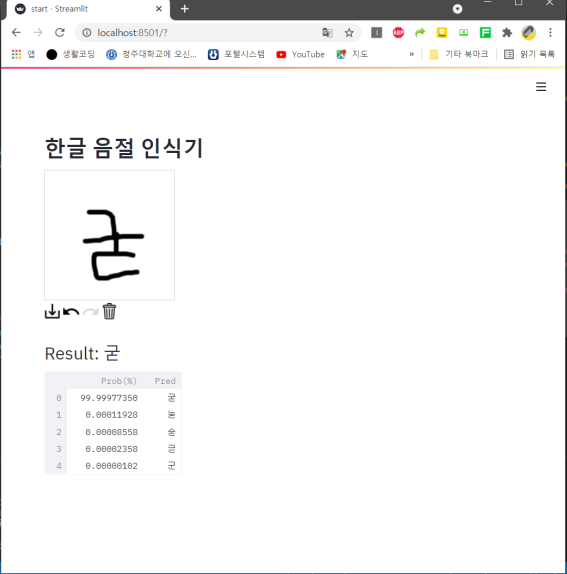 start · Streamlit
localhost:8501/?
앱 생활코딩 청주대학교에 오신... 포털시스템 YouTube 지도 » 기타 북마크 읽기 목록
한글 음절 인식기
굳
Result: 굳
Prob(%) Pred
0 99.99977350 굳
1 0.00011928
2 0.00008558 숟
3 0.00002358 귿
4 0.00000102 군